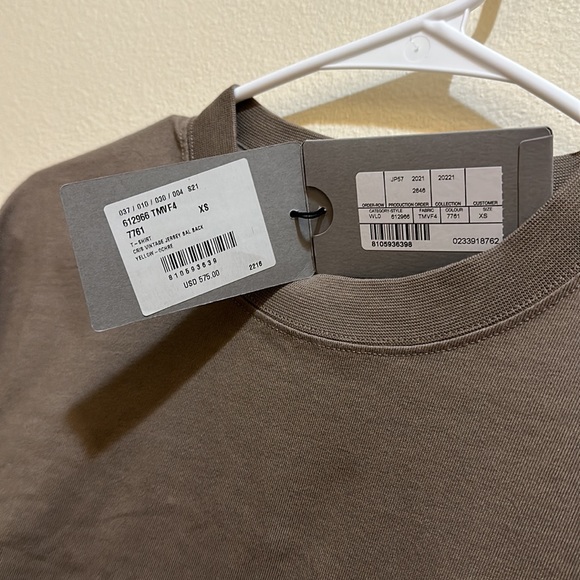 037 / 010 / 030 / 004 S21
612966 TMVF4 XS
7761
T-SHIRT
CRIS VINTAGE JERSEY BAL BACK
YELLOW-OCHRE
810593639
USD 575.00 2216
JP57 2021 20221
2646
ORDER-ROW PRODUCTION ORDER COLLECTION CUSTOMER
CATEGORY-STYLE FABRIC COLOUR SIZE
WLD 612966 TMVF4 7761 XS
8105936398 0233918762